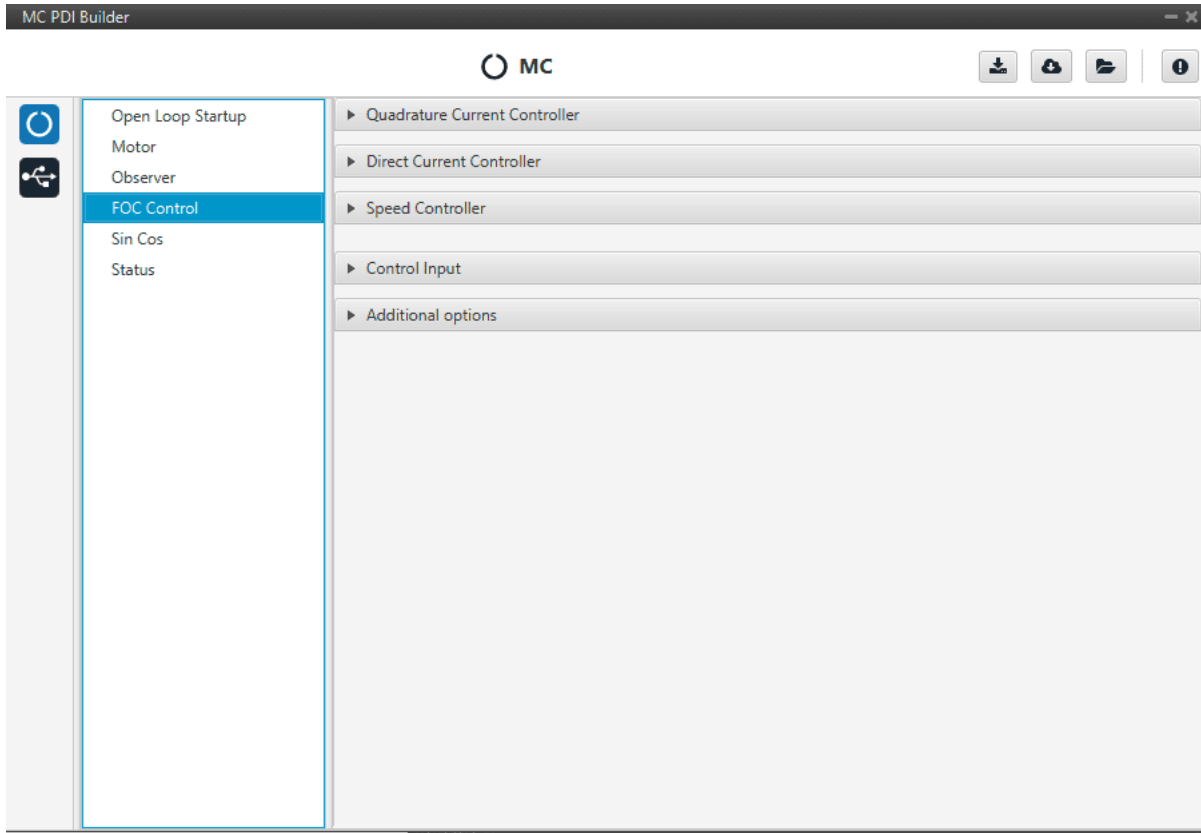 MC PDI Builder
MC
Open Loop Startup
Motor
Observer
FOC Control
Sin Cos
Status
Quadrature Current Controller
Direct Current Controller
Speed Controller
Control Input
Additional options